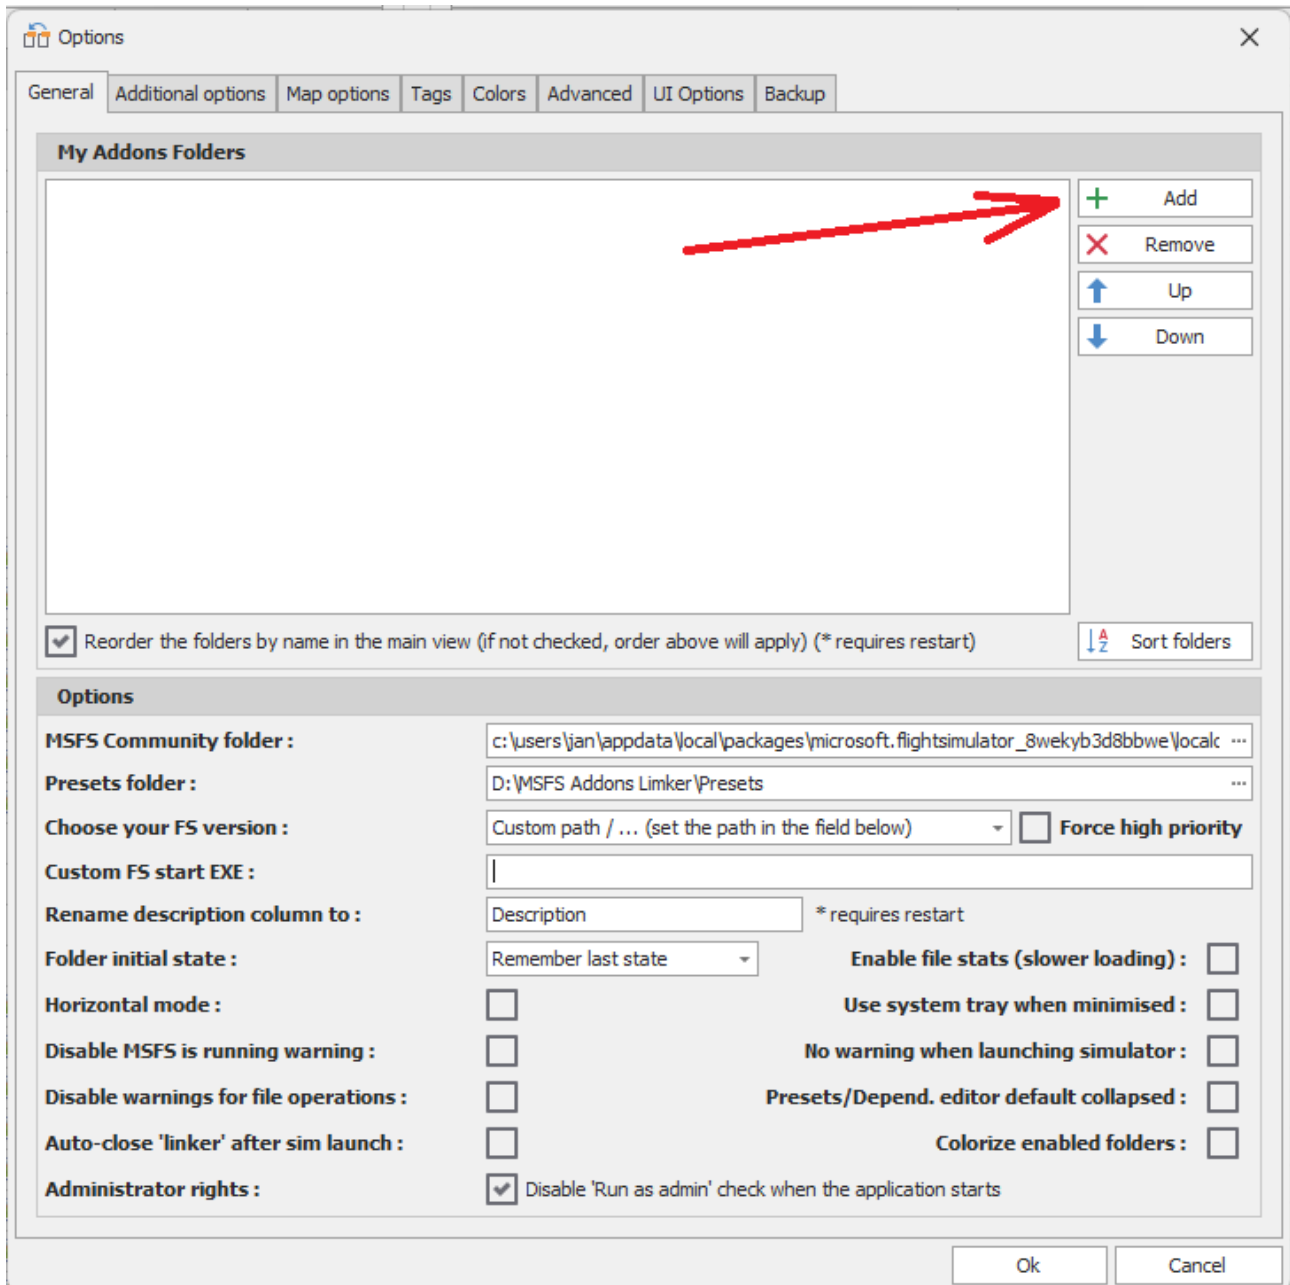 Options
General Additional options Map options Tags Colors Advanced UI Options Backup
My Addons Folders
Add
Remove
Up
Down
Reorder the folders by name in the main view (if not checked, order above will apply) (* requires restart)
Sort folders
Options
MSFS Community folder : c:\users\jan\appdata\local\packages\microsoft.flightsimulator_8wekyb3d8bbwe\localc ...
Presets folder : D:\MSFS Addons Limker\Presets ...
Choose your FS version : Custom path / ... (set the path in the field below) Force high priority
Custom FS start EXE :
Rename description column to : Description * requires restart
Folder initial state : Remember last state Enable file stats (slower loading) :
Horizontal mode : Use system tray when minimised :
Disable MSFS is running warning : No warning when launching simulator :
Disable warnings for file operations : Presets/Depend. editor default collapsed :
Auto-close 'linker' after sim launch : Colorize enabled folders :
Administrator rights : Disable 'Run as admin' check when the application starts
Ok Cancel